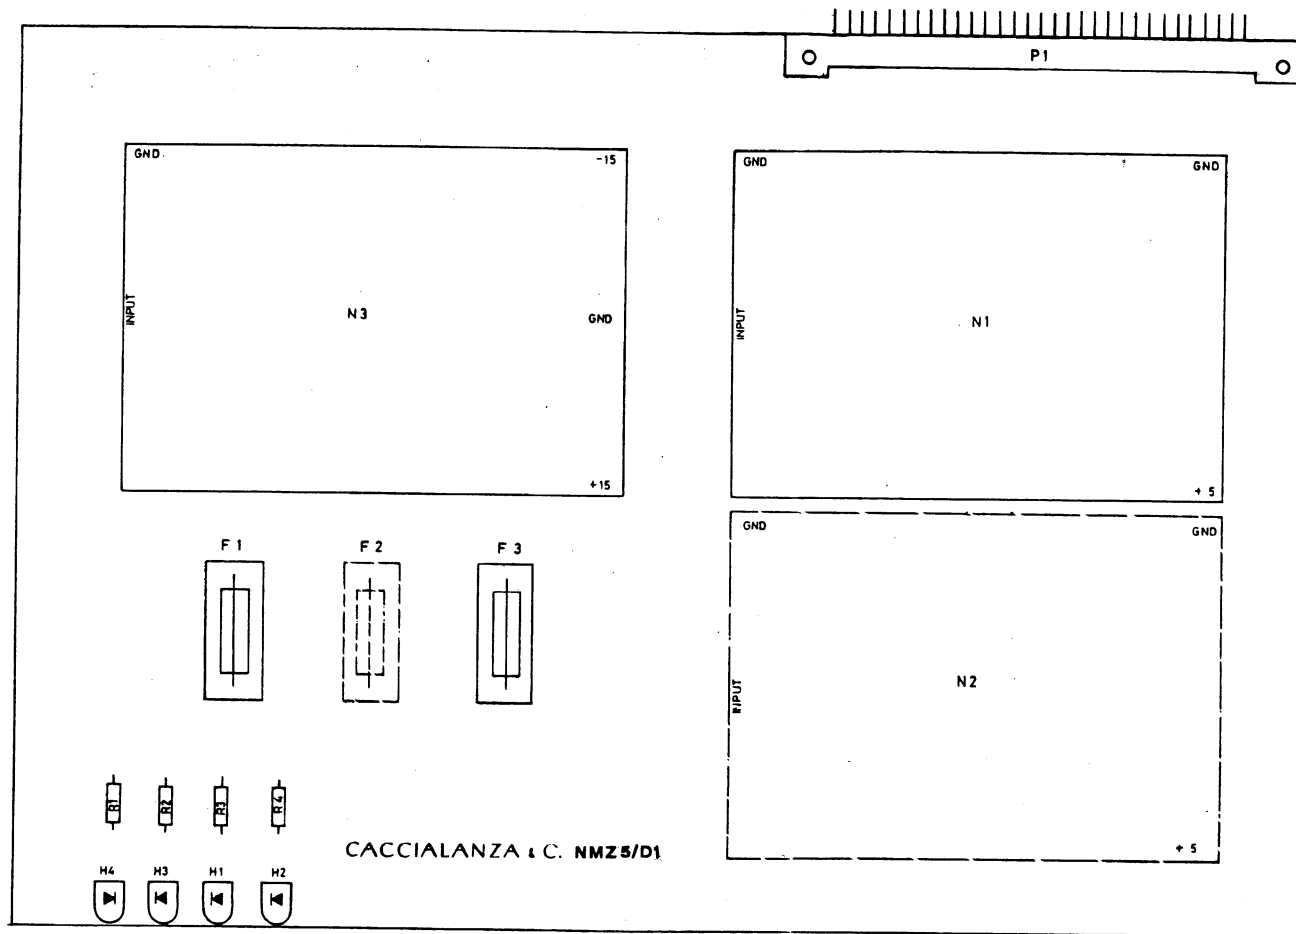 P1
GND
-15
INPUT
N3
GND
+15
GND
GND
INPUT
N1
+ 5
F1
F2
F3
GND
GND
INPUT
N2
+ 5
R1
R2
R3
R4
CACCIALANZA & C. NMZ5/D1
H4
H3
H1
H2